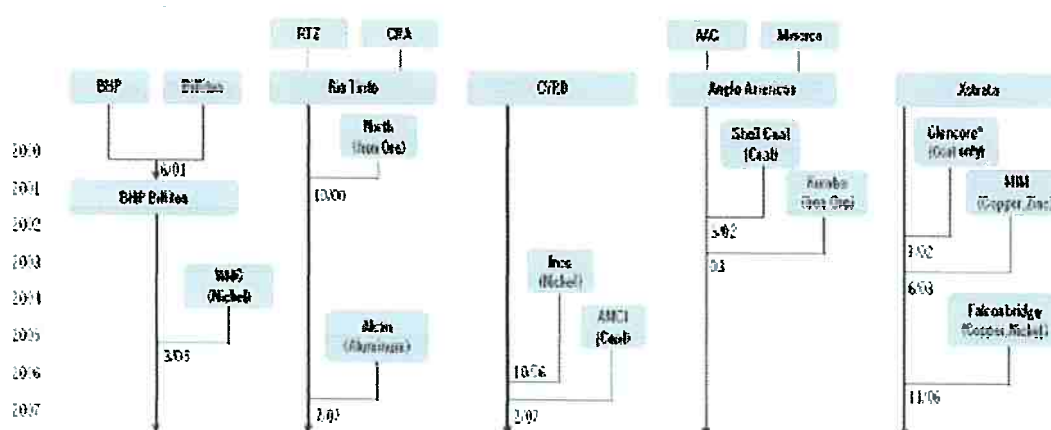 RTZ CRA AAC Minorco
BHP Billiton Rio Tinto CVRD Anglo American Xstrata
North
(Iron Ore)
Shell Coal
(Coal)
Glencore*
(Coal only)
2000
6/01
2001
BHP Billiton
10/00
Kumba
(Iron Ore)
MIM
(Copper, Zinc)
2002
5/02
3/02
2003
03
6/03
WMC
(Nickel)
Inco
(Nickel)
2004
Alcan
(Aluminum)
AMCI
(Coal)
Falconbridge
(Copper, Nickel)
2005
3/05
2006
10/06
11/06
2007
2/07